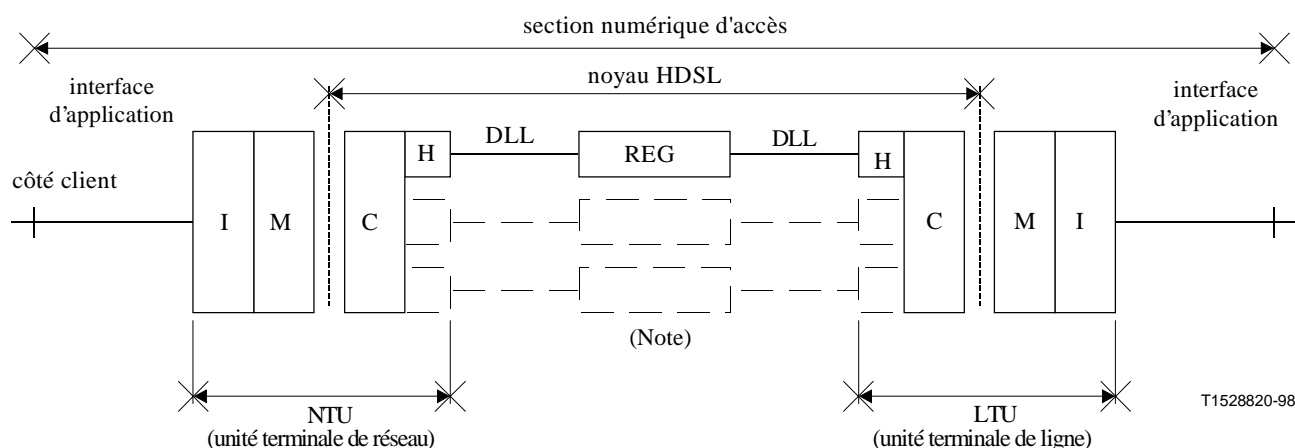 section numérique d'accès
interface
d'application
noyau HDSL
interface
d'application
côté client
I
M
C
H
DLL
REG
DLL
H
C
M
I
(Note)
NTU
(unité terminale de réseau)
LTU
(unité terminale de ligne)
T1528820-98